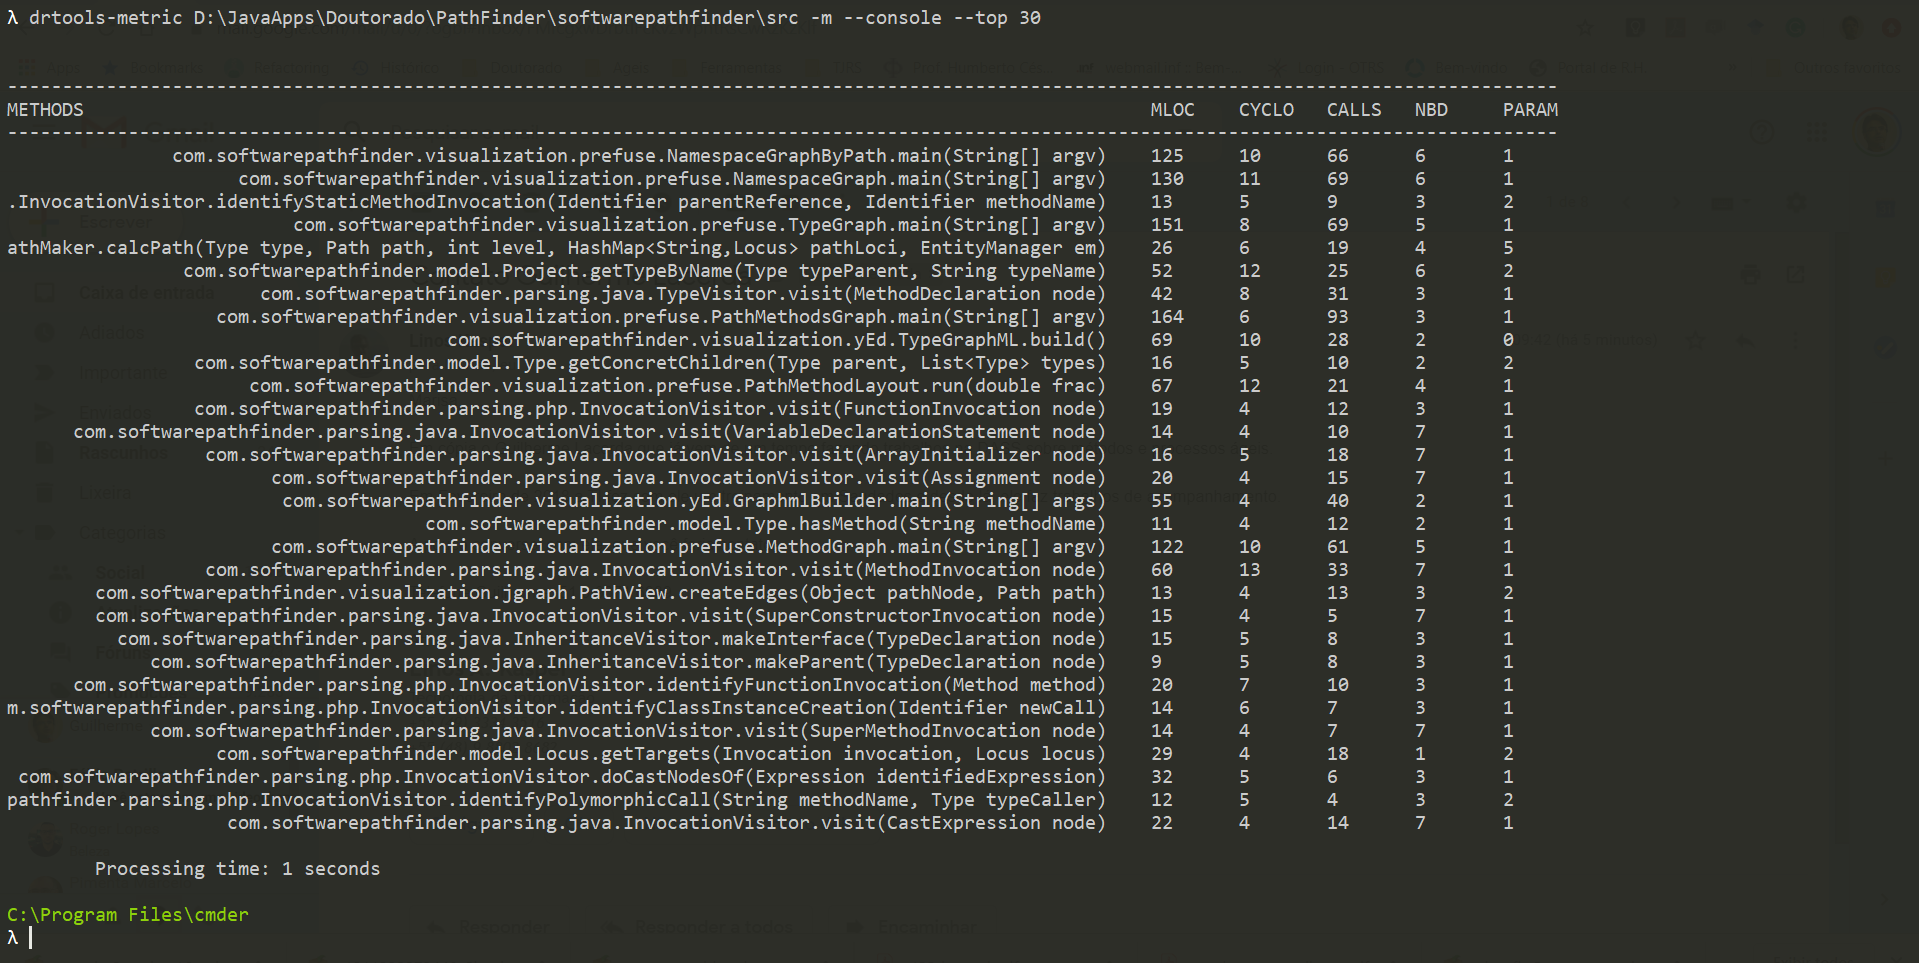 λ drtools-metric D:\JavaApps\Doutorado\PathFinder\softwarepathfinder\src -m --console --top 30
METHODS MLOC CYCLO CALLS NBD PARAM
com.softwarepathfinder.visualization.prefuse.NamespaceGraphByPath.main(String[] argv) 125 10 66 6 1
com.softwarepathfinder.visualization.prefuse.NamespaceGraph.main(String[] argv) 130 11 69 6 1
.InvocationVisitor.identifyStaticMethodInvocation(Identifier parentReference, Identifier methodName) 13 5 9 3 2
com.softwarepathfinder.visualization.prefuse.TypeGraph.main(String[] argv) 151 8 69 5 1
athMaker.calcPath(Type type, Path path, int level, HashMap<String,Locus> pathLoci, EntityManager em) 26 6 19 4 5
com.softwarepathfinder.model.Project.getTypeByName(Type typeParent, String typeName) 52 12 25 6 2
com.softwarepathfinder.parsing.java.TypeVisitor.visit(MethodDeclaration node) 42 8 31 3 1
com.softwarepathfinder.visualization.prefuse.PathMethodsGraph.main(String[] argv) 164 6 93 3 1
com.softwarepathfinder.visualization.yEd.TypeGraphML.build() 69 10 28 2 0
com.softwarepathfinder.model.Type.getConcretChildren(Type parent, List<Type> types) 16 5 10 2 2
com.softwarepathfinder.visualization.prefuse.PathMethodLayout.run(double frac) 67 12 21 4 1
com.softwarepathfinder.parsing.php.InvocationVisitor.visit(FunctionInvocation node) 19 4 12 3 1
com.softwarepathfinder.parsing.java.InvocationVisitor.visit(VariableDeclarationStatement node) 14 4 10 7 1
com.softwarepathfinder.parsing.java.InvocationVisitor.visit(ArrayInitializer node) 16 5 18 7 1
com.softwarepathfinder.parsing.java.InvocationVisitor.visit(Assignment node) 20 4 15 7 1
com.softwarepathfinder.visualization.yEd.GraphmlBuilder.main(String[] args) 55 4 40 2 1
com.softwarepathfinder.model.Type.hasMethod(String methodName) 11 4 12 2 1
com.softwarepathfinder.visualization.prefuse.MethodGraph.main(String[] argv) 122 10 61 5 1
com.softwarepathfinder.parsing.java.InvocationVisitor.visit(MethodInvocation node) 60 13 33 7 1
com.softwarepathfinder.visualization.jgraph.PathView.createEdges(Object pathNode, Path path) 13 4 13 3 2
com.softwarepathfinder.parsing.java.InvocationVisitor.visit(SuperConstructorInvocation node) 15 4 5 7 1
com.softwarepathfinder.parsing.java.InheritanceVisitor.makeInterface(TypeDeclaration node) 15 5 8 3 1
com.softwarepathfinder.parsing.java.InheritanceVisitor.makeParent(TypeDeclaration node) 9 5 8 3 1
com.softwarepathfinder.parsing.php.InvocationVisitor.identifyFunctionInvocation(Method method) 20 7 10 3 1
m.softwarepathfinder.parsing.php.InvocationVisitor.identifyClassInstanceCreation(Identifier newCall) 14 6 7 3 1
com.softwarepathfinder.parsing.java.InvocationVisitor.visit(SuperMethodInvocation node) 14 4 7 7 1
com.softwarepathfinder.model.Locus.getTargets(Invocation invocation, Locus locus) 29 4 18 1 2
com.softwarepathfinder.parsing.php.InvocationVisitor.doCastNodesOf(Expression identifiedExpression) 32 5 6 3 1
pathfinder.parsing.php.InvocationVisitor.identifyPolymorphicCall(String methodName, Type typeCaller) 12 5 4 3 2
com.softwarepathfinder.parsing.java.InvocationVisitor.visit(CastExpression node) 22 4 14 7 1
Processing time: 1 seconds
C:\Program Files\cmder
λ
Escrever
Caixa de entrada
Adiados
Importante
Enviados
Rascunhos
Lixeira
Categorias
Social
Fóruns
Responder
Responder a todos
Encaminhar